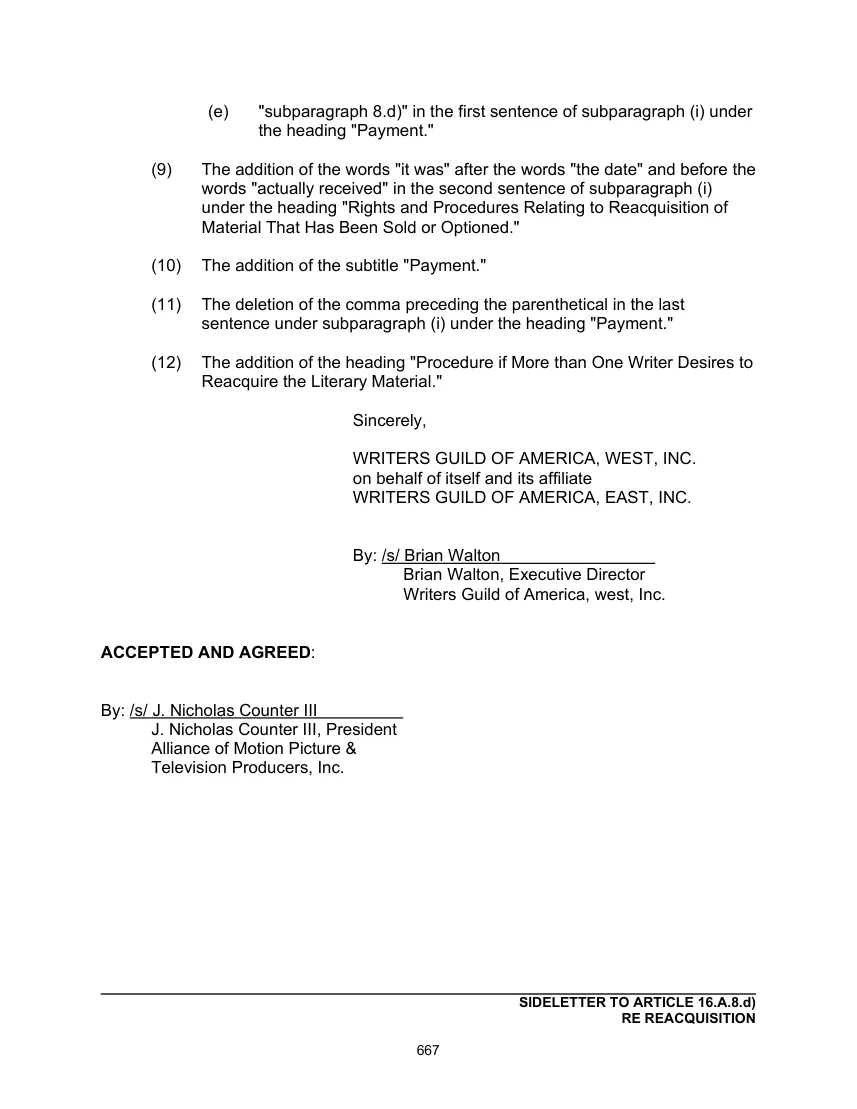 (e) "subparagraph 8.d)" in the first sentence of subparagraph (i) under
the heading "Payment."
(9) The addition of the words "it was" after the words "the date" and before the
words "actually received" in the second sentence of subparagraph (i)
under the heading "Rights and Procedures Relating to Reacquisition of
Material That Has Been Sold or Optioned."
(10) The addition of the subtitle "Payment."
(11) The deletion of the comma preceding the parenthetical in the last
sentence under subparagraph (i) under the heading "Payment."
(12) The addition of the heading "Procedure if More than One Writer Desires to
Reacquire the Literary Material."
Sincerely,
WRITERS GUILD OF AMERICA, WEST, INC.
on behalf of itself and its affiliate
WRITERS GUILD OF AMERICA, EAST, INC.
By: /s/ Brian Walton
Brian Walton, Executive Director
Writers Guild of America, west, Inc.
ACCEPTED AND AGREED:
By: /s/ J. Nicholas Counter III
J. Nicholas Counter III, President
Alliance of Motion Picture &
Television Producers, Inc.
SIDELETTER TO ARTICLE 16.A.8.d)
RE REACQUISITION
667